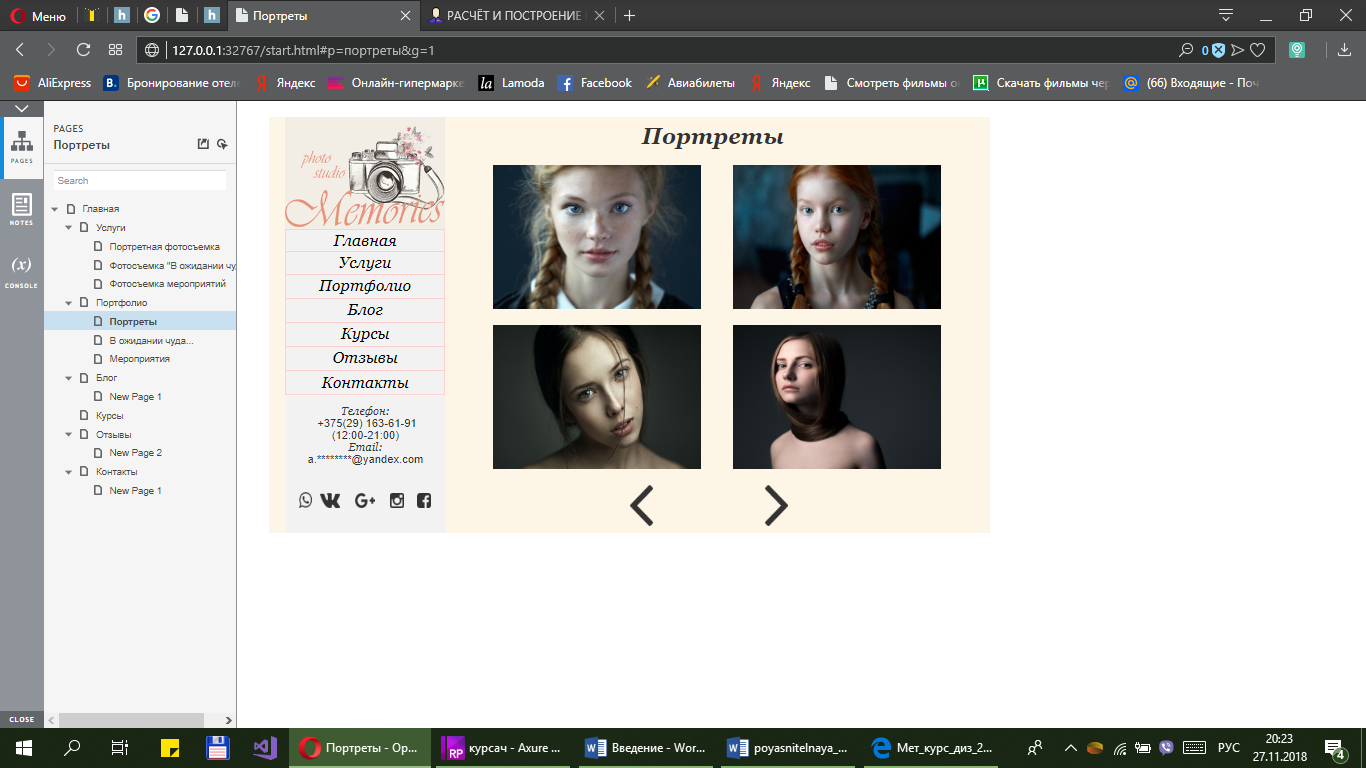 Меню
Портреты
РАСЧЁТ И ПОСТРОЕНИЕ
127.0.0.1:32767/start.html#p=портреты&g=1
0
AliExpress
B. Бронирование отеле
Яндекс
Онлайн-гипермарке
la Lamoda
Facebook
Авиабилеты
Яндекс
Смотреть фильмы о
Скачать фильмы чер
(66) Входящие - Поч
PAGES
NOTES
(x)
CONSOLE
CLOSE
PAGES
Портреты
Search
Главная
Услуги
Портретная фотосъемка
Фотосъемка "В ожидании чу
Фотосъемка мероприятий
Портфолио
Портреты
В ожидании чуда...
Мероприятия
Блог
New Page 1
Курсы
Отзывы
New Page 2
Контакты
New Page 1
photo
studio
Memories
Главная
Услуги
Портфолио
Блог
Курсы
Отзывы
Контакты
Телефон:
+375(29) 163-61-91
(12:00-21:00)
Email:
a.********@yandex.com
Портреты
Портреты - Op...
RP курсач - Axure ...
Введение - Wor...
poyasnitelnaya_...
Мет_курс_диз_2...
РУС
20:23
27.11.2018
4